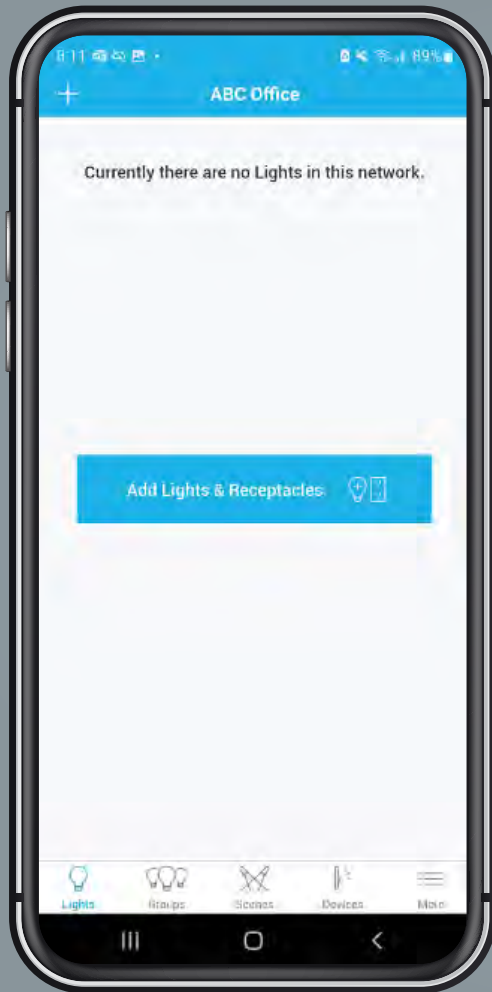 8:11 89%
ABC Office
Currently there are no Lights in this network.
Add Lights & Receptacles
Lights Groups Scenes Devices More